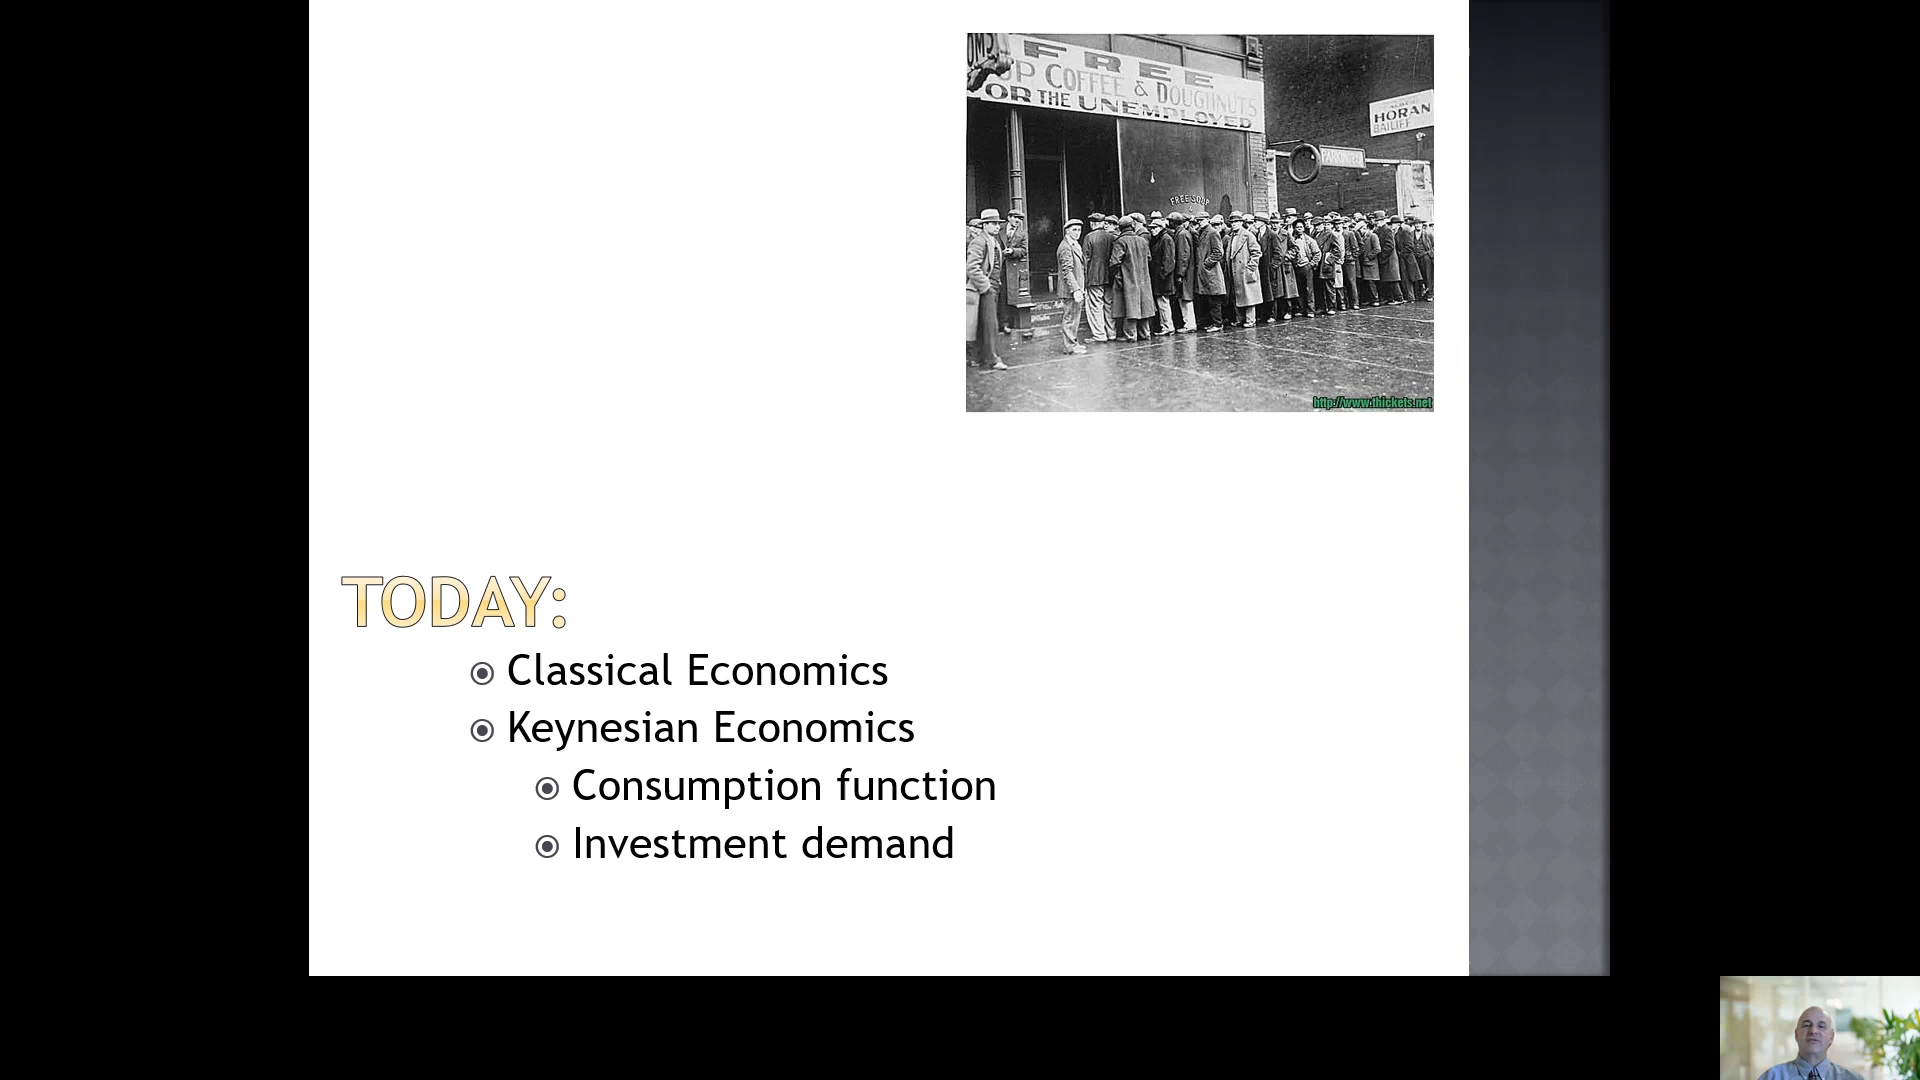 FREE
UP COFFEE & DOUGHNUTS
OR THE UNEMPLOYED
HORAN
BAILIFF
FREE SOUP
http://www.thickets.net
TODAY:
Classical Economics
Keynesian Economics
Consumption function
Investment demand